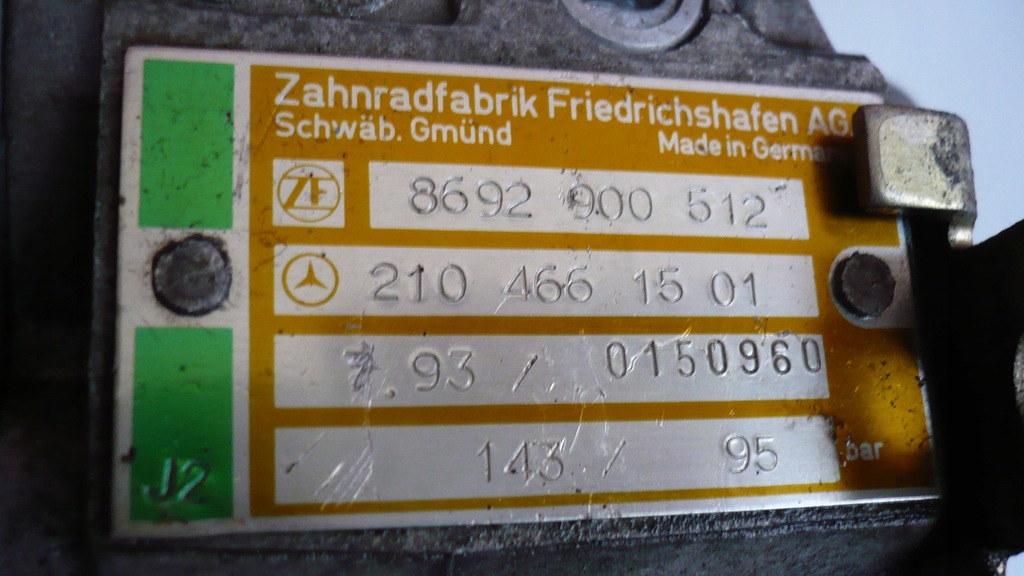 Zahnradfabrik Friedrichshafen AG
Schwäb. Gmünd Made in Germa
ZF 8692 900 512
210 466 15 01
.93 / 0150960
143 / 95 bar
J2